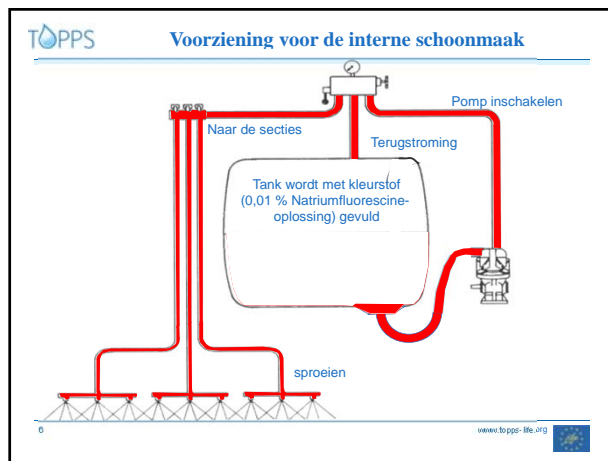 TOPPS
Voorziening voor de interne schoonmaak
Pomp inschakelen
Naar de secties
Terugstroming
Tank wordt met kleurstof
(0,01 % Natriumfluorescine-
oplossing) gevuld
sproeien
6
www.topps-life.org